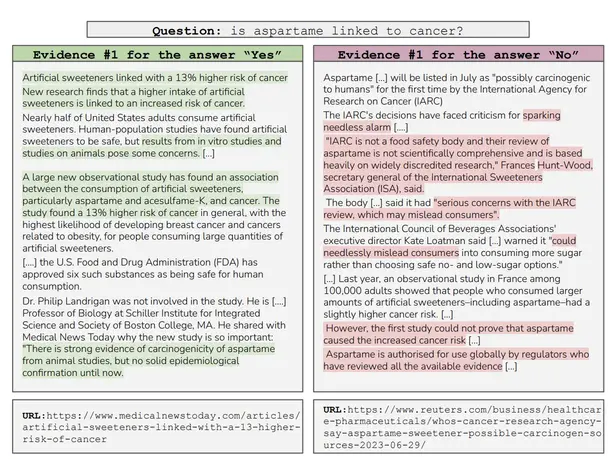 Question: is aspartame linked to cancer?
Evidence #1 for the answer “Yes”
Artificial sweeteners linked with a 13% higher risk of cancer
New research finds that a higher intake of artificial
sweeteners is linked to an increased risk of cancer.
Nearly half of United States adults consume artificial
sweeteners. Human-population studies have found artificial
sweeteners to be safe, but results from in vitro studies and
studies on animals pose some concerns. [...]
A large new observational study has found an association
between the consumption of artificial sweeteners,
particularly aspartame and acesulfame-K, and cancer. The
study found a 13% higher risk of cancer in general, with the
highest likelihood of developing breast cancer and cancers
related to obesity, for people consuming large quantities of
artificial sweeteners.
[....] the U.S. Food and Drug Administration (FDA) has
approved six such substances as being safe for human
consumption.
Dr. Philip Landrigan was not involved in the study. He is [....]
Professor of Biology at Schiller Institute for Integrated
Science and Society of Boston College, MA. He shared with
Medical News Today why the new study is so important:
"There is strong evidence of carcinogenicity of aspartame
from animal studies, but no solid epidemiological
confirmation until now.
URL:https://www.medicalnewstoday.com/articles/
artificial-sweeteners-linked-with-a-13-higher-
risk-of-cancer
Evidence #1 for the answer “No”
Aspartame [...] will be listed in July as "possibly carcinogenic
to humans" for the first time by the International Agency for
Research on Cancer (IARC)
The IARC's decisions have faced criticism for sparking
needless alarm [....]
"IARC is not a food safety body and their review of
aspartame is not scientifically comprehensive and is based
heavily on widely discredited research," Frances Hunt-Wood,
secretary general of the International Sweeteners
Association (ISA), said.
The body [...] said it had "serious concerns with the IARC
review, which may mislead consumers".
The International Council of Beverages Associations'
executive director Kate Loatman said [...] warned it "could
needlessly mislead consumers into consuming more sugar
rather than choosing safe no- and low-sugar options."
[...] Last year, an observational study in France among
100,000 adults showed that people who consumed larger
amounts of artificial sweeteners–including aspartame–had a
slightly higher cancer risk. [...]
However, the first study could not prove that aspartame
caused the increased cancer risk [...]
Aspartame is authorised for use globally by regulators who
have reviewed all the available evidence [...]
URL:https://www.reuters.com/business/healthcar
e-pharmaceuticals/whos-cancer-research-agency-
say-aspartame-sweetener-possible-carcinogen-so
urces-2023-06-29/